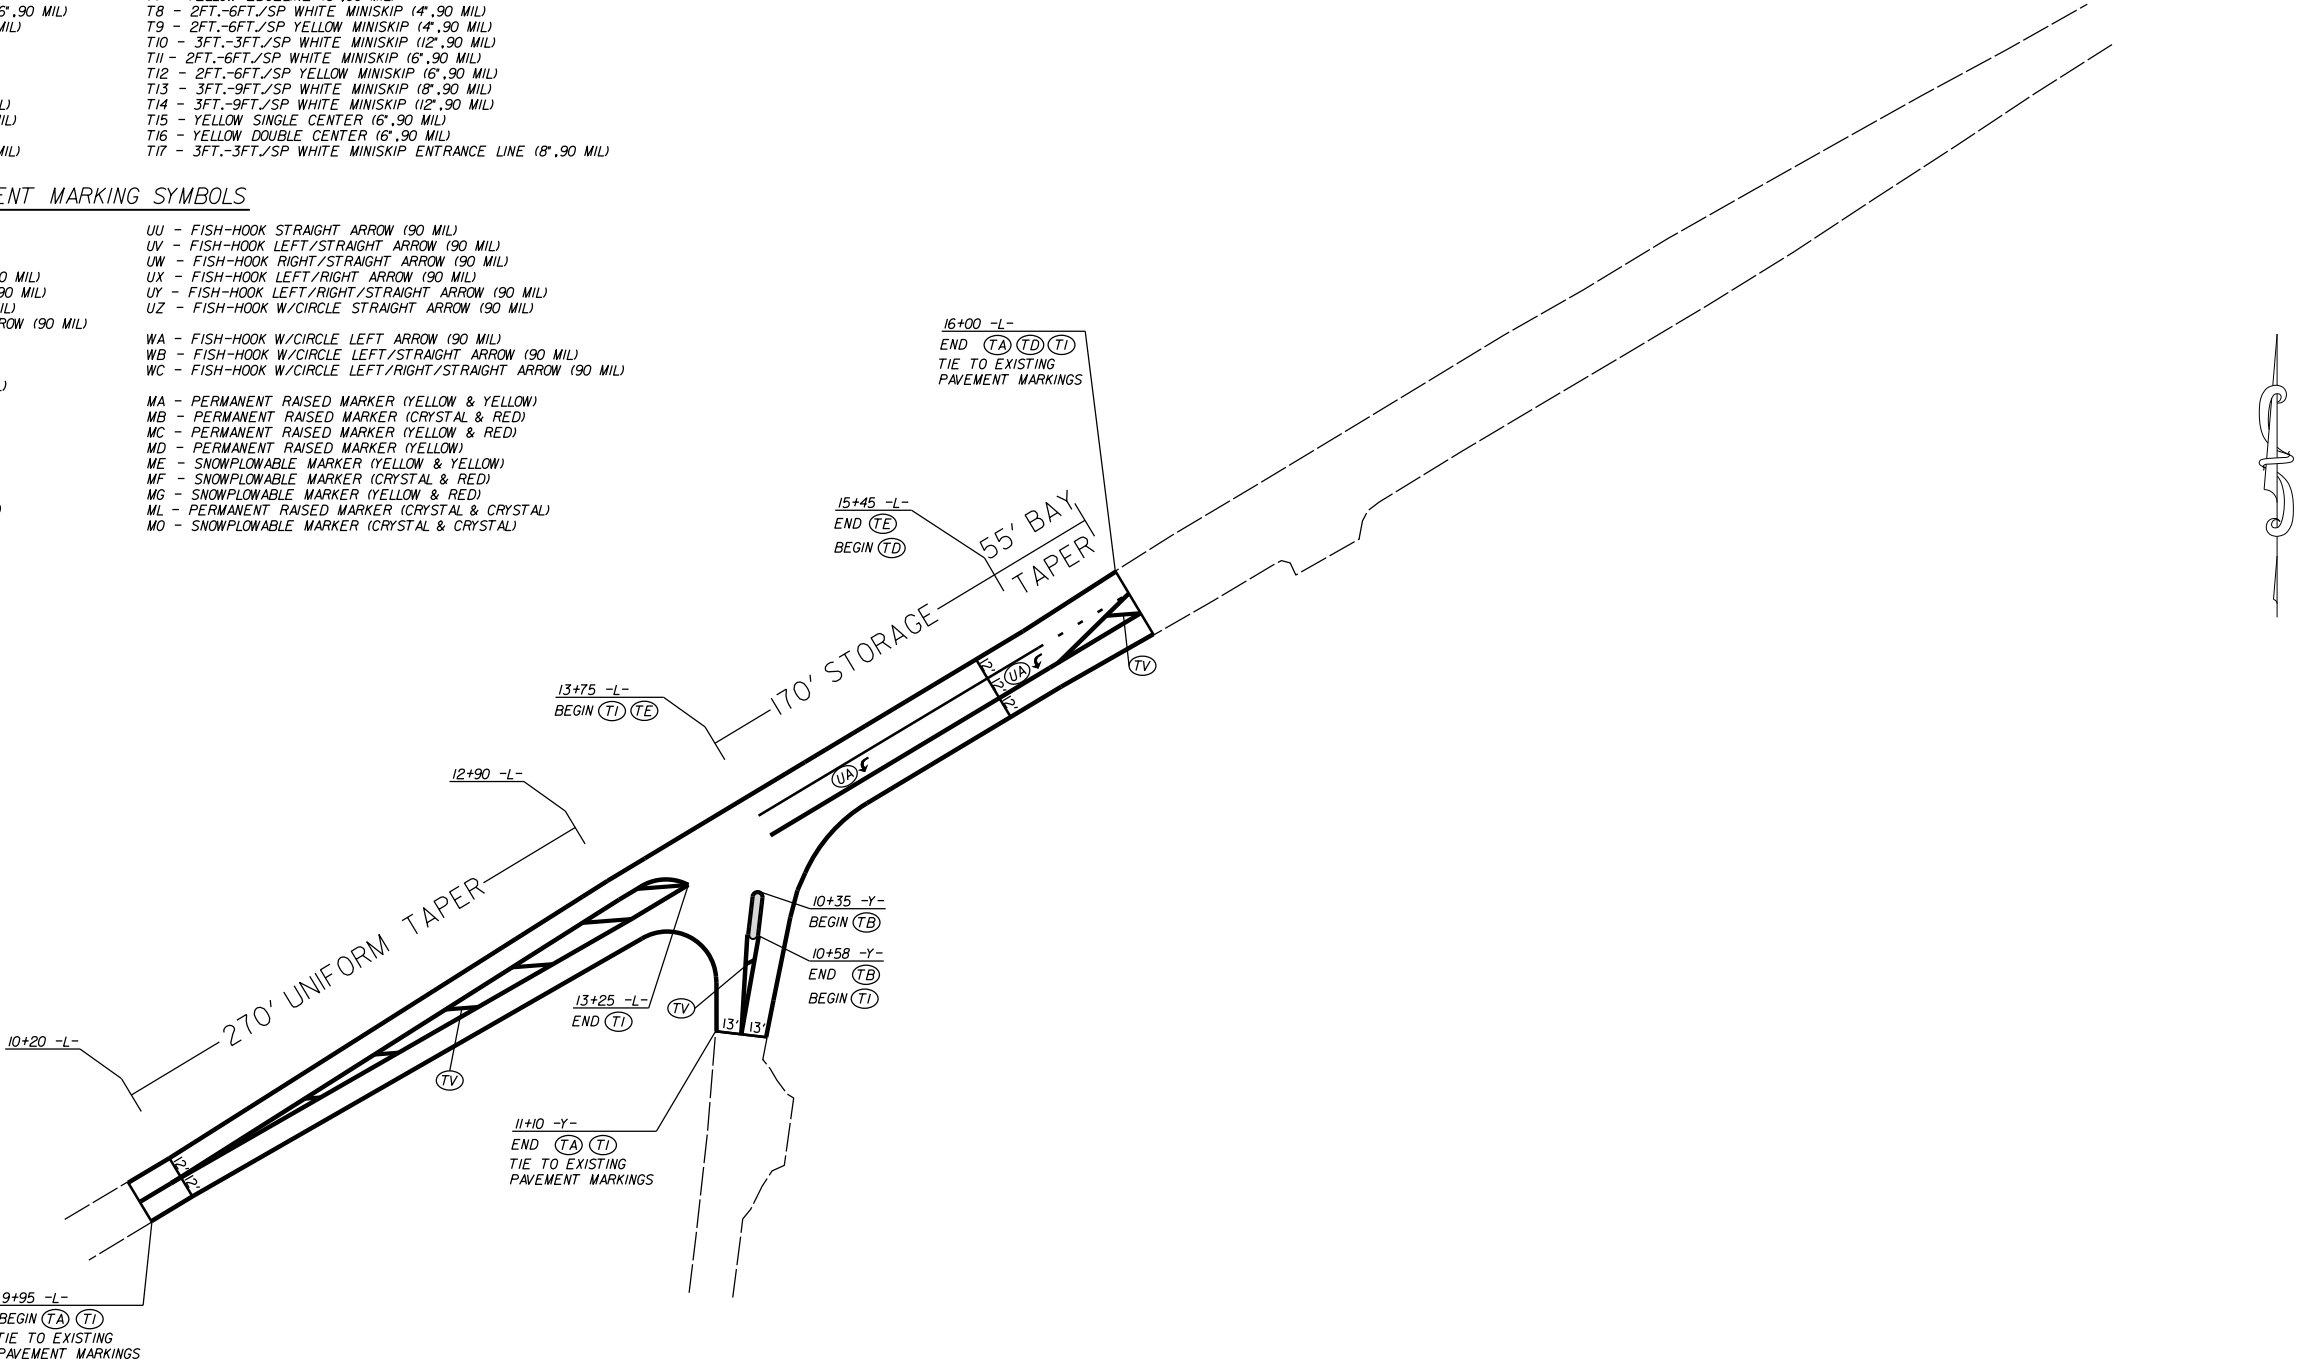 6",90 MIL)
MIL)
L)
MIL)
MIL)
T8 - 2FT.-6FT./SP WHITE MINISKIP (4",90 MIL)
T9 - 2FT.-6FT./SP YELLOW MINISKIP (4",90 MIL)
T10 - 3FT.-3FT./SP WHITE MINISKIP (12",90 MIL)
T11 - 2FT.-6FT./SP WHITE MINISKIP (6",90 MIL)
T12 - 2FT.-6FT./SP YELLOW MINISKIP (6",90 MIL)
T13 - 3FT.-9FT./SP WHITE MINISKIP (8",90 MIL)
T14 - 3FT.-9FT./SP WHITE MINISKIP (12",90 MIL)
T15 - YELLOW SINGLE CENTER (6",90 MIL)
T16 - YELLOW DOUBLE CENTER (6",90 MIL)
T17 - 3FT.-3FT./SP WHITE MINISKIP ENTRANCE LINE (8",90 MIL)
ENT MARKING SYMBOLS
0 MIL)
90 MIL)
IL)
ROW (90 MIL)
L)
)
UU - FISH-HOOK STRAIGHT ARROW (90 MIL)
UV - FISH-HOOK LEFT/STRAIGHT ARROW (90 MIL)
UW - FISH-HOOK RIGHT/STRAIGHT ARROW (90 MIL)
UX - FISH-HOOK LEFT/RIGHT ARROW (90 MIL)
UY - FISH-HOOK LEFT/RIGHT/STRAIGHT ARROW (90 MIL)
UZ - FISH-HOOK W/CIRCLE STRAIGHT ARROW (90 MIL)
WA - FISH-HOOK W/CIRCLE LEFT ARROW (90 MIL)
WB - FISH-HOOK W/CIRCLE LEFT/STRAIGHT ARROW (90 MIL)
WC - FISH-HOOK W/CIRCLE LEFT/RIGHT/STRAIGHT ARROW (90 MIL)
MA - PERMANENT RAISED MARKER (YELLOW & YELLOW)
MB - PERMANENT RAISED MARKER (CRYSTAL & RED)
MC - PERMANENT RAISED MARKER (YELLOW & RED)
MD - PERMANENT RAISED MARKER (YELLOW)
ME - SNOWPLOWABLE MARKER (YELLOW & YELLOW)
MF - SNOWPLOWABLE MARKER (CRYSTAL & RED)
MG - SNOWPLOWABLE MARKER (YELLOW & RED)
ML - PERMANENT RAISED MARKER (CRYSTAL & CRYSTAL)
MO - SNOWPLOWABLE MARKER (CRYSTAL & CRYSTAL)
16+00 -L-
END TA TD TI
TIE TO EXISTING
PAVEMENT MARKINGS
15+45 -L-
END TE
BEGIN TD
55' BAY
TAPER
170' STORAGE
12'
12'
12'
UA
TV
13+75 -L-
BEGIN TI TE
UA
12+90 -L-
270' UNIFORM TAPER
10+35 -Y-
BEGIN TB
10+58 -Y-
END TB
BEGIN TI
13+25 -L-
END TI
TV
13'
13'
10+20 -L-
TV
11+10 -Y-
END TA TI
TIE TO EXISTING
PAVEMENT MARKINGS
12'
12'
9+95 -L-
BEGIN TA TI
TIE TO EXISTING
PAVEMENT MARKINGS